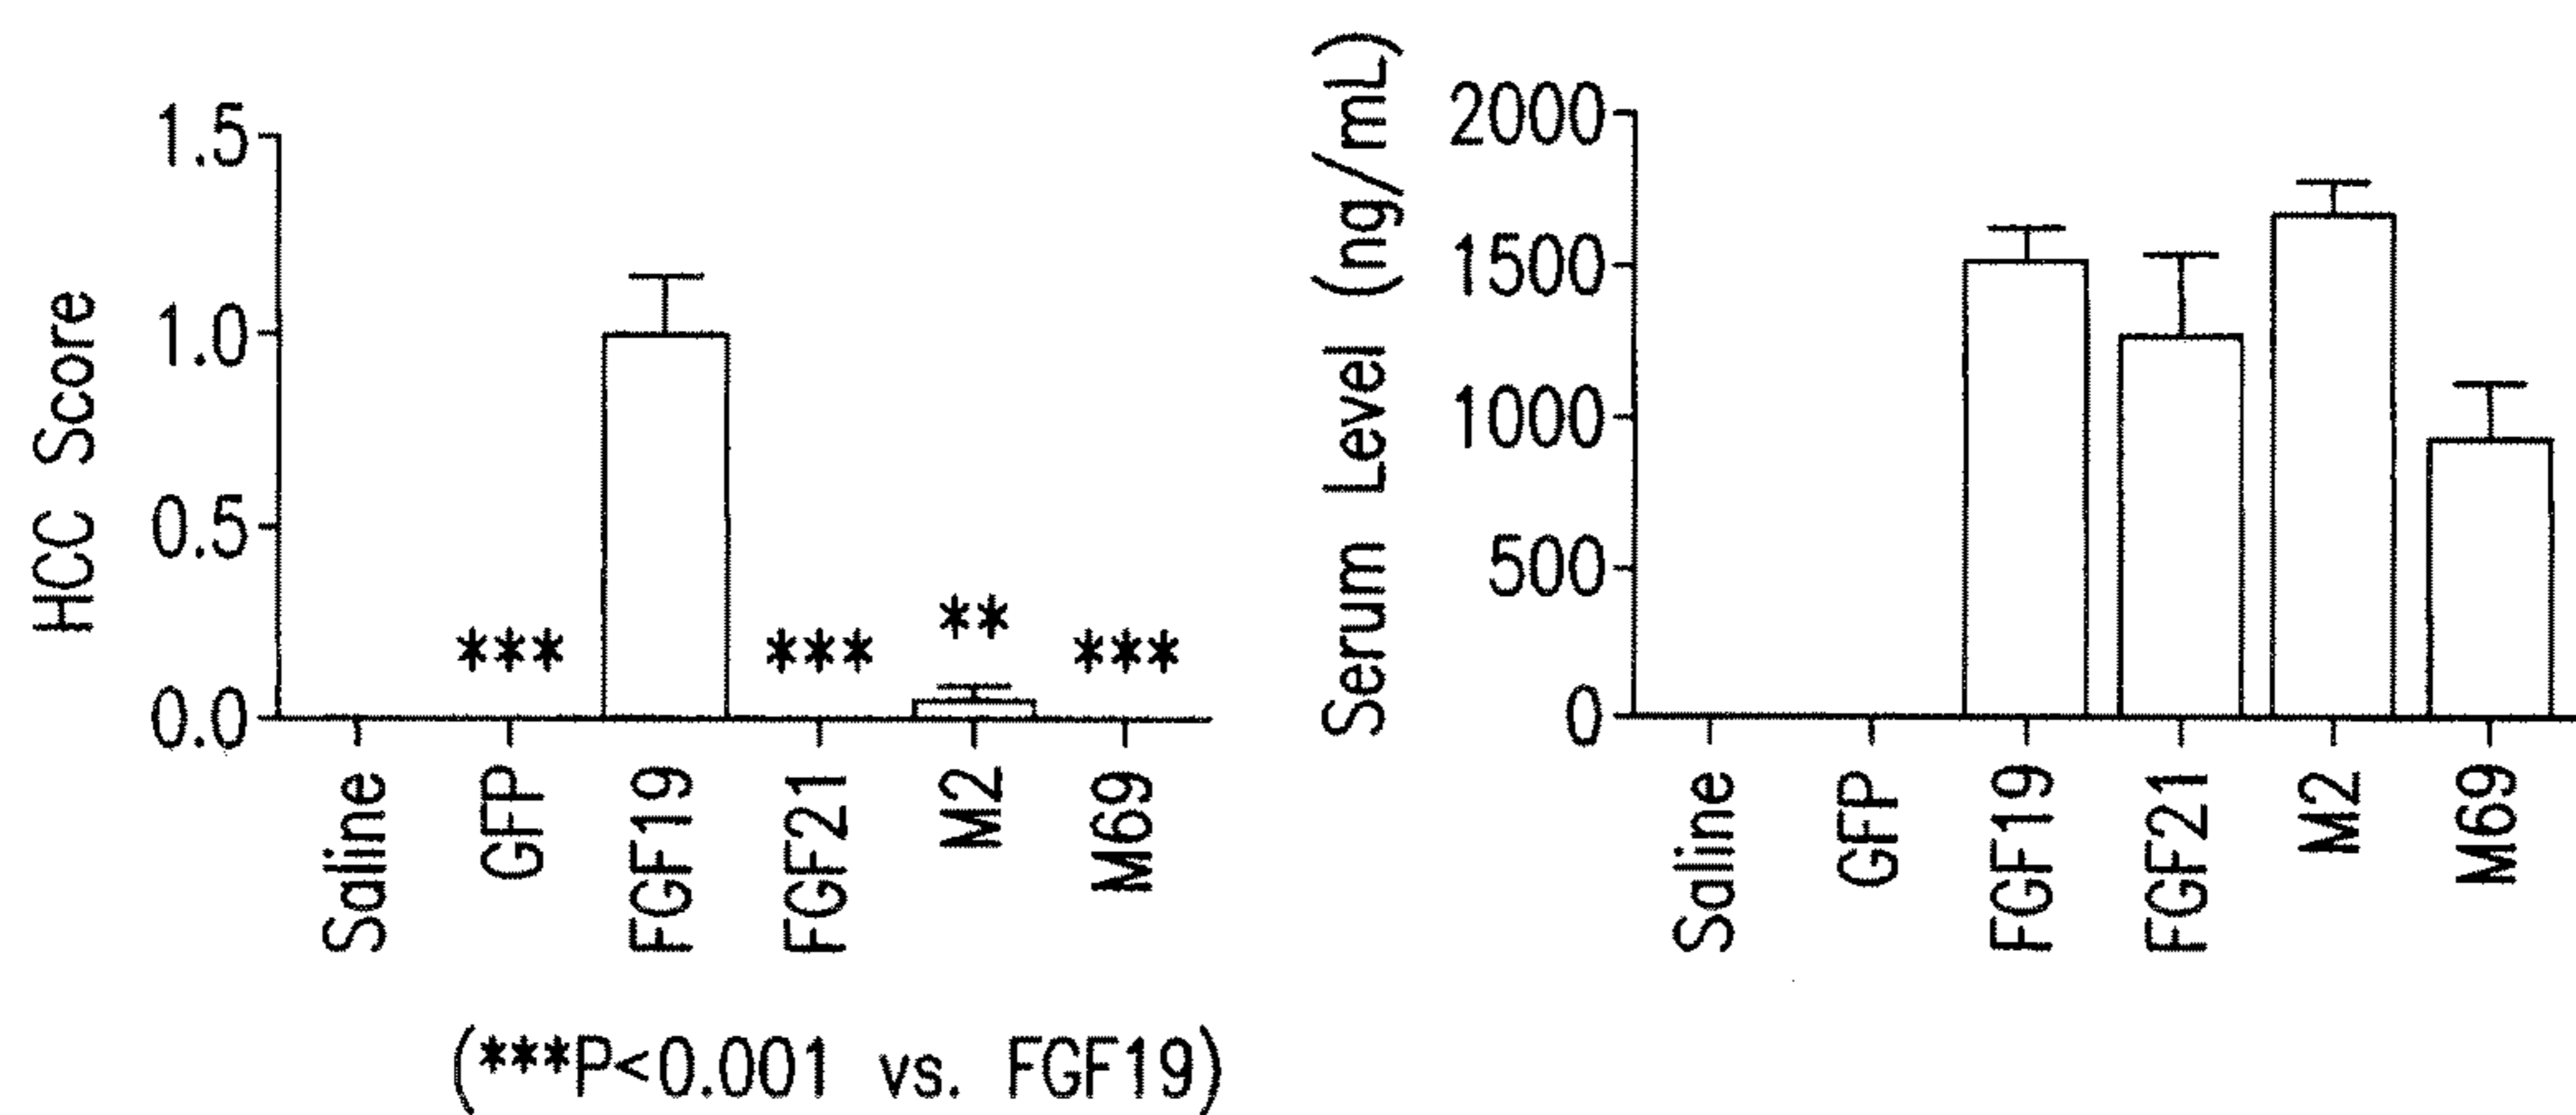 HCC Score
1.5
1.0
0.5
0.0
***
***
**
***
Saline
GFP
FGF19
FGF21
M2
M69
(***P<0.001 vs. FGF19)
Serum Level (ng/mL)
2000
1500
1000
500
0
Saline
GFP
FGF19
FGF21
M2
M69